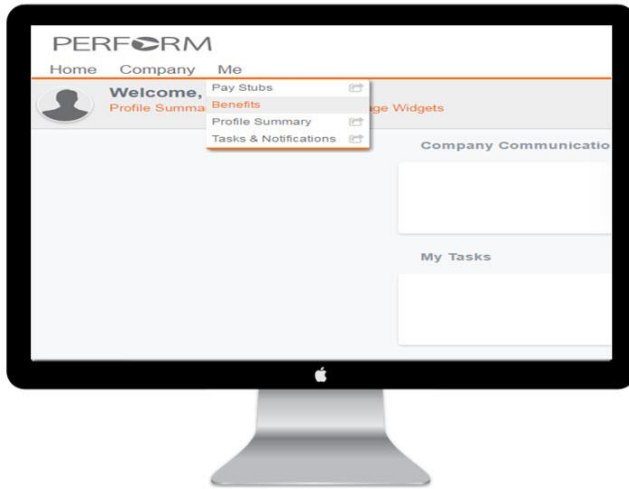 PERFORM
Home Company Me
Welcome,
Pay Stubs
Profile Summa
Benefits
age Widgets
Profile Summary
Tasks & Notifications
Company Communicatio
My Tasks